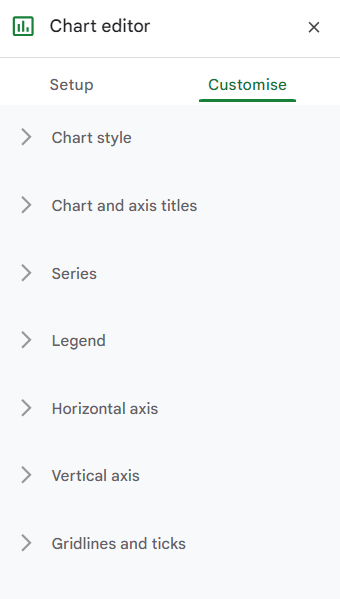 Chart editor
Setup Customise
Chart style
Chart and axis titles
Series
Legend
Horizontal axis
Vertical axis
Gridlines and ticks